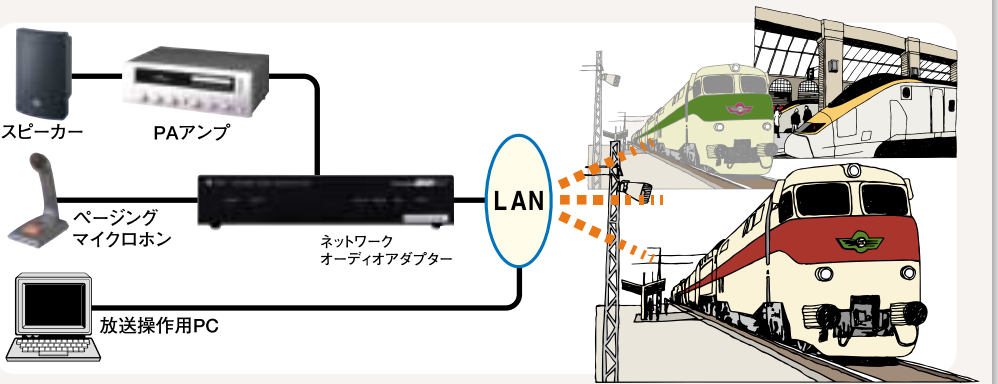 スピーカー
PAアンプ
ページング
マイクロホン
ネットワーク
オーディオアダプター
LAN
放送操作用PC